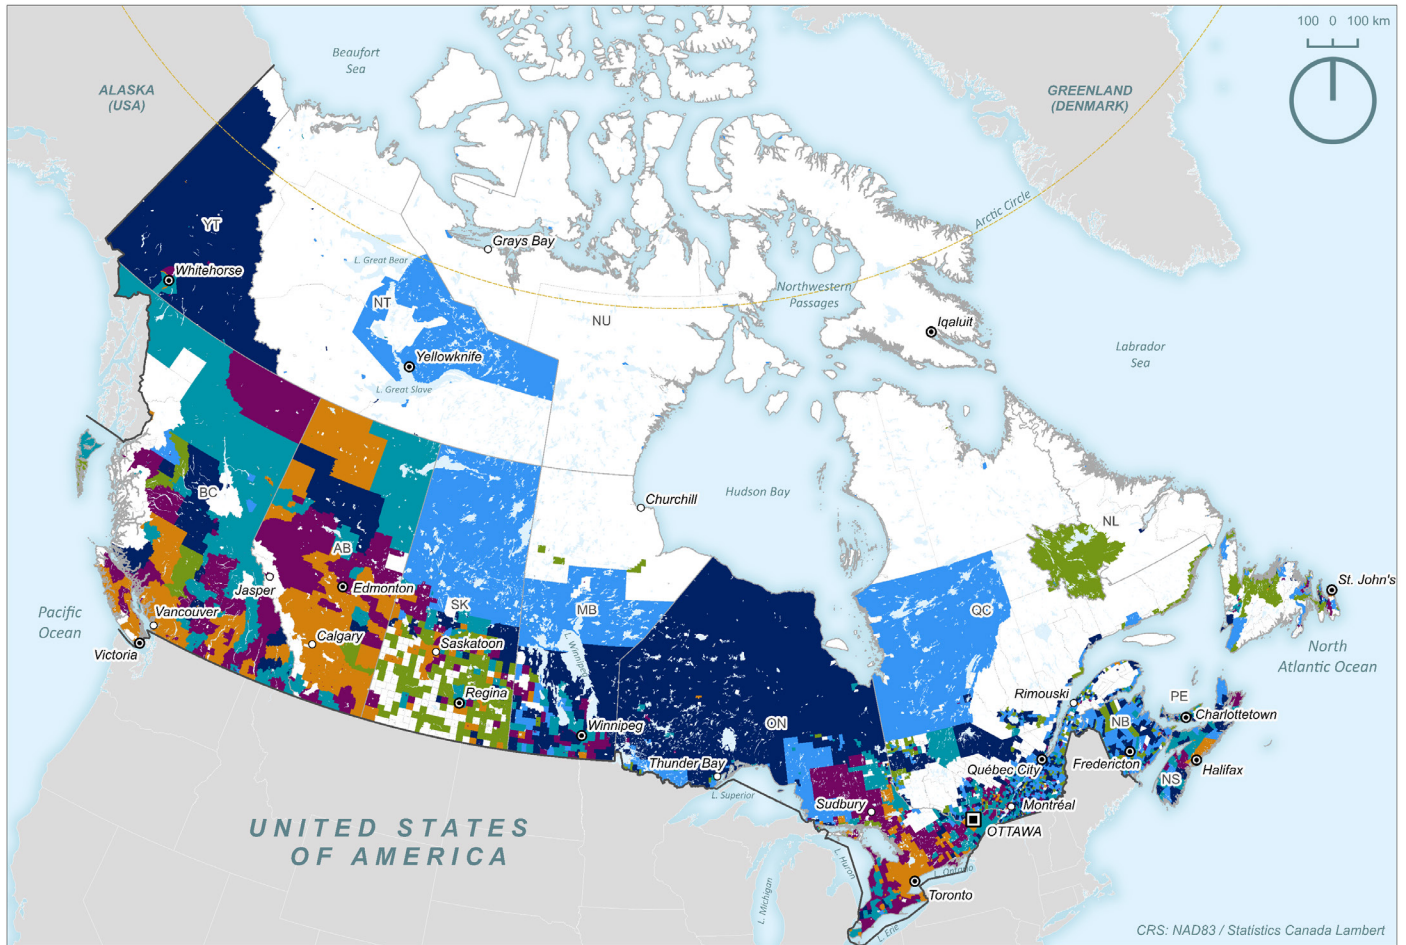 100 0 100 km
Beaufort
Sea
ALASKA
(USA)
GREENLAND
(DENMARK)
Arctic Circle
YT
Whitehorse
Grays Bay
L. Great Bear
NT
NU
Northwestern
Passages
Iqaluit
Labrador
Sea
Yellowknife
L. Great Slave
BC
Churchill
Hudson Bay
NL
AB
Jasper
Edmonton
SK
MB
QC
St. John's
Pacific
Ocean
Vancouver
Victoria
Calgary
Saskatoon
L. Winnipeg
North
Atlantic Ocean
Regina
Rimouski
PE
Charlottetown
Winnipeg
ON
NB
Thunder Bay
Québec City
Fredericton
Halifax
NS
L. Superior
Sudbury
Montréal
OTTAWA
UNITED STATES
OF AMERICA
L. Huron
L. Ontario
L. Michigan
Toronto
L. Erie
CRS: NAD83 / Statistics Canada Lambert